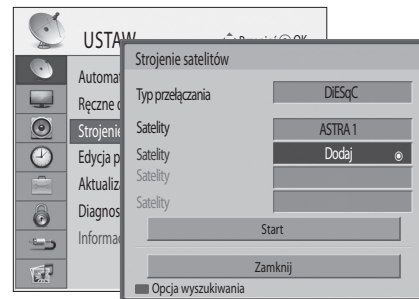 USTAW
OK
Strojenie satelitów
Typ przełączania DiESqC
Satelity ASTRA 1
Satelity Dodaj
Satelity
Satelity
Start
Zamknij
Opcja wyszukiwania
Automat
Ręczne
Strojenie
Edycja p
Aktualiz
Diagnos
Informac